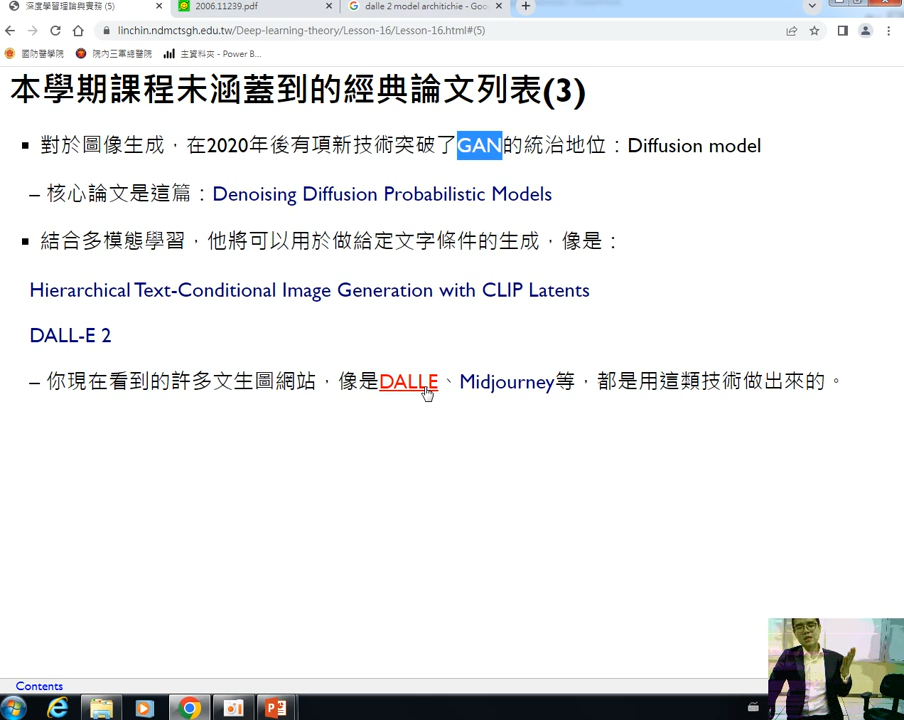 深度學習理論與實務 (5)
2006.11239.pdf
dalle 2 model architichie - Goo
linchin.ndmctsgh.edu.tw/Deep-learning-theory/Lesson-16/Lesson-16.html#(5)
國防醫學院
院內三軍總醫院
主資料夾 - Power B...
本學期課程未涵蓋到的經典論文列表(3)
對於圖像生成，在2020年後有項新技術突破了GAN的統治地位：Diffusion model
– 核心論文是這篇：Denoising Diffusion Probabilistic Models
結合多模態學習，他將可以用於做給定文字條件的生成，像是：
Hierarchical Text-Conditional Image Generation with CLIP Latents
DALL-E 2
– 你現在看到的許多文生圖網站，像是DALLE、Midjourney等，都是用這類技術做出來的。
Contents